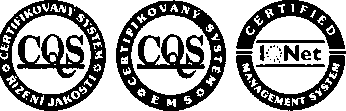 CERTIFIKOVANÝ SYSTÉM
CQS
ŘÍZENÍ JAKOSTI
CERTIFIKOVANÝ SYSTÉM
CQS
EMS
CERTIFIED
IQNet
MANAGEMENT SYSTEM